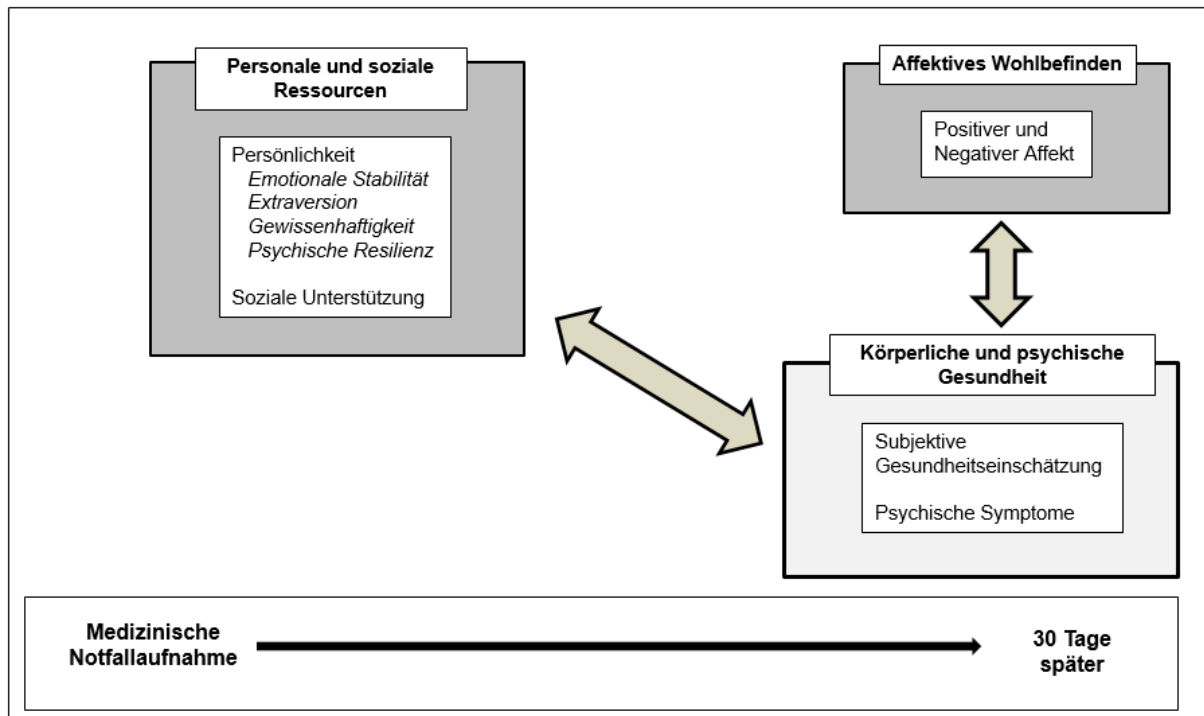 Personale und soziale
Ressourcen
Persönlichkeit
Emotionale Stabilität
Extraversion
Gewissenhaftigkeit
Psychische Resilienz
Soziale Unterstützung
Affektives Wohlbefinden
Positiver und
Negativer Affekt
Körperliche und psychische
Gesundheit
Subjektive
Gesundheitseinschätzung
Psychische Symptome
Medizinische
Notfallaufnahme
30 Tage
später